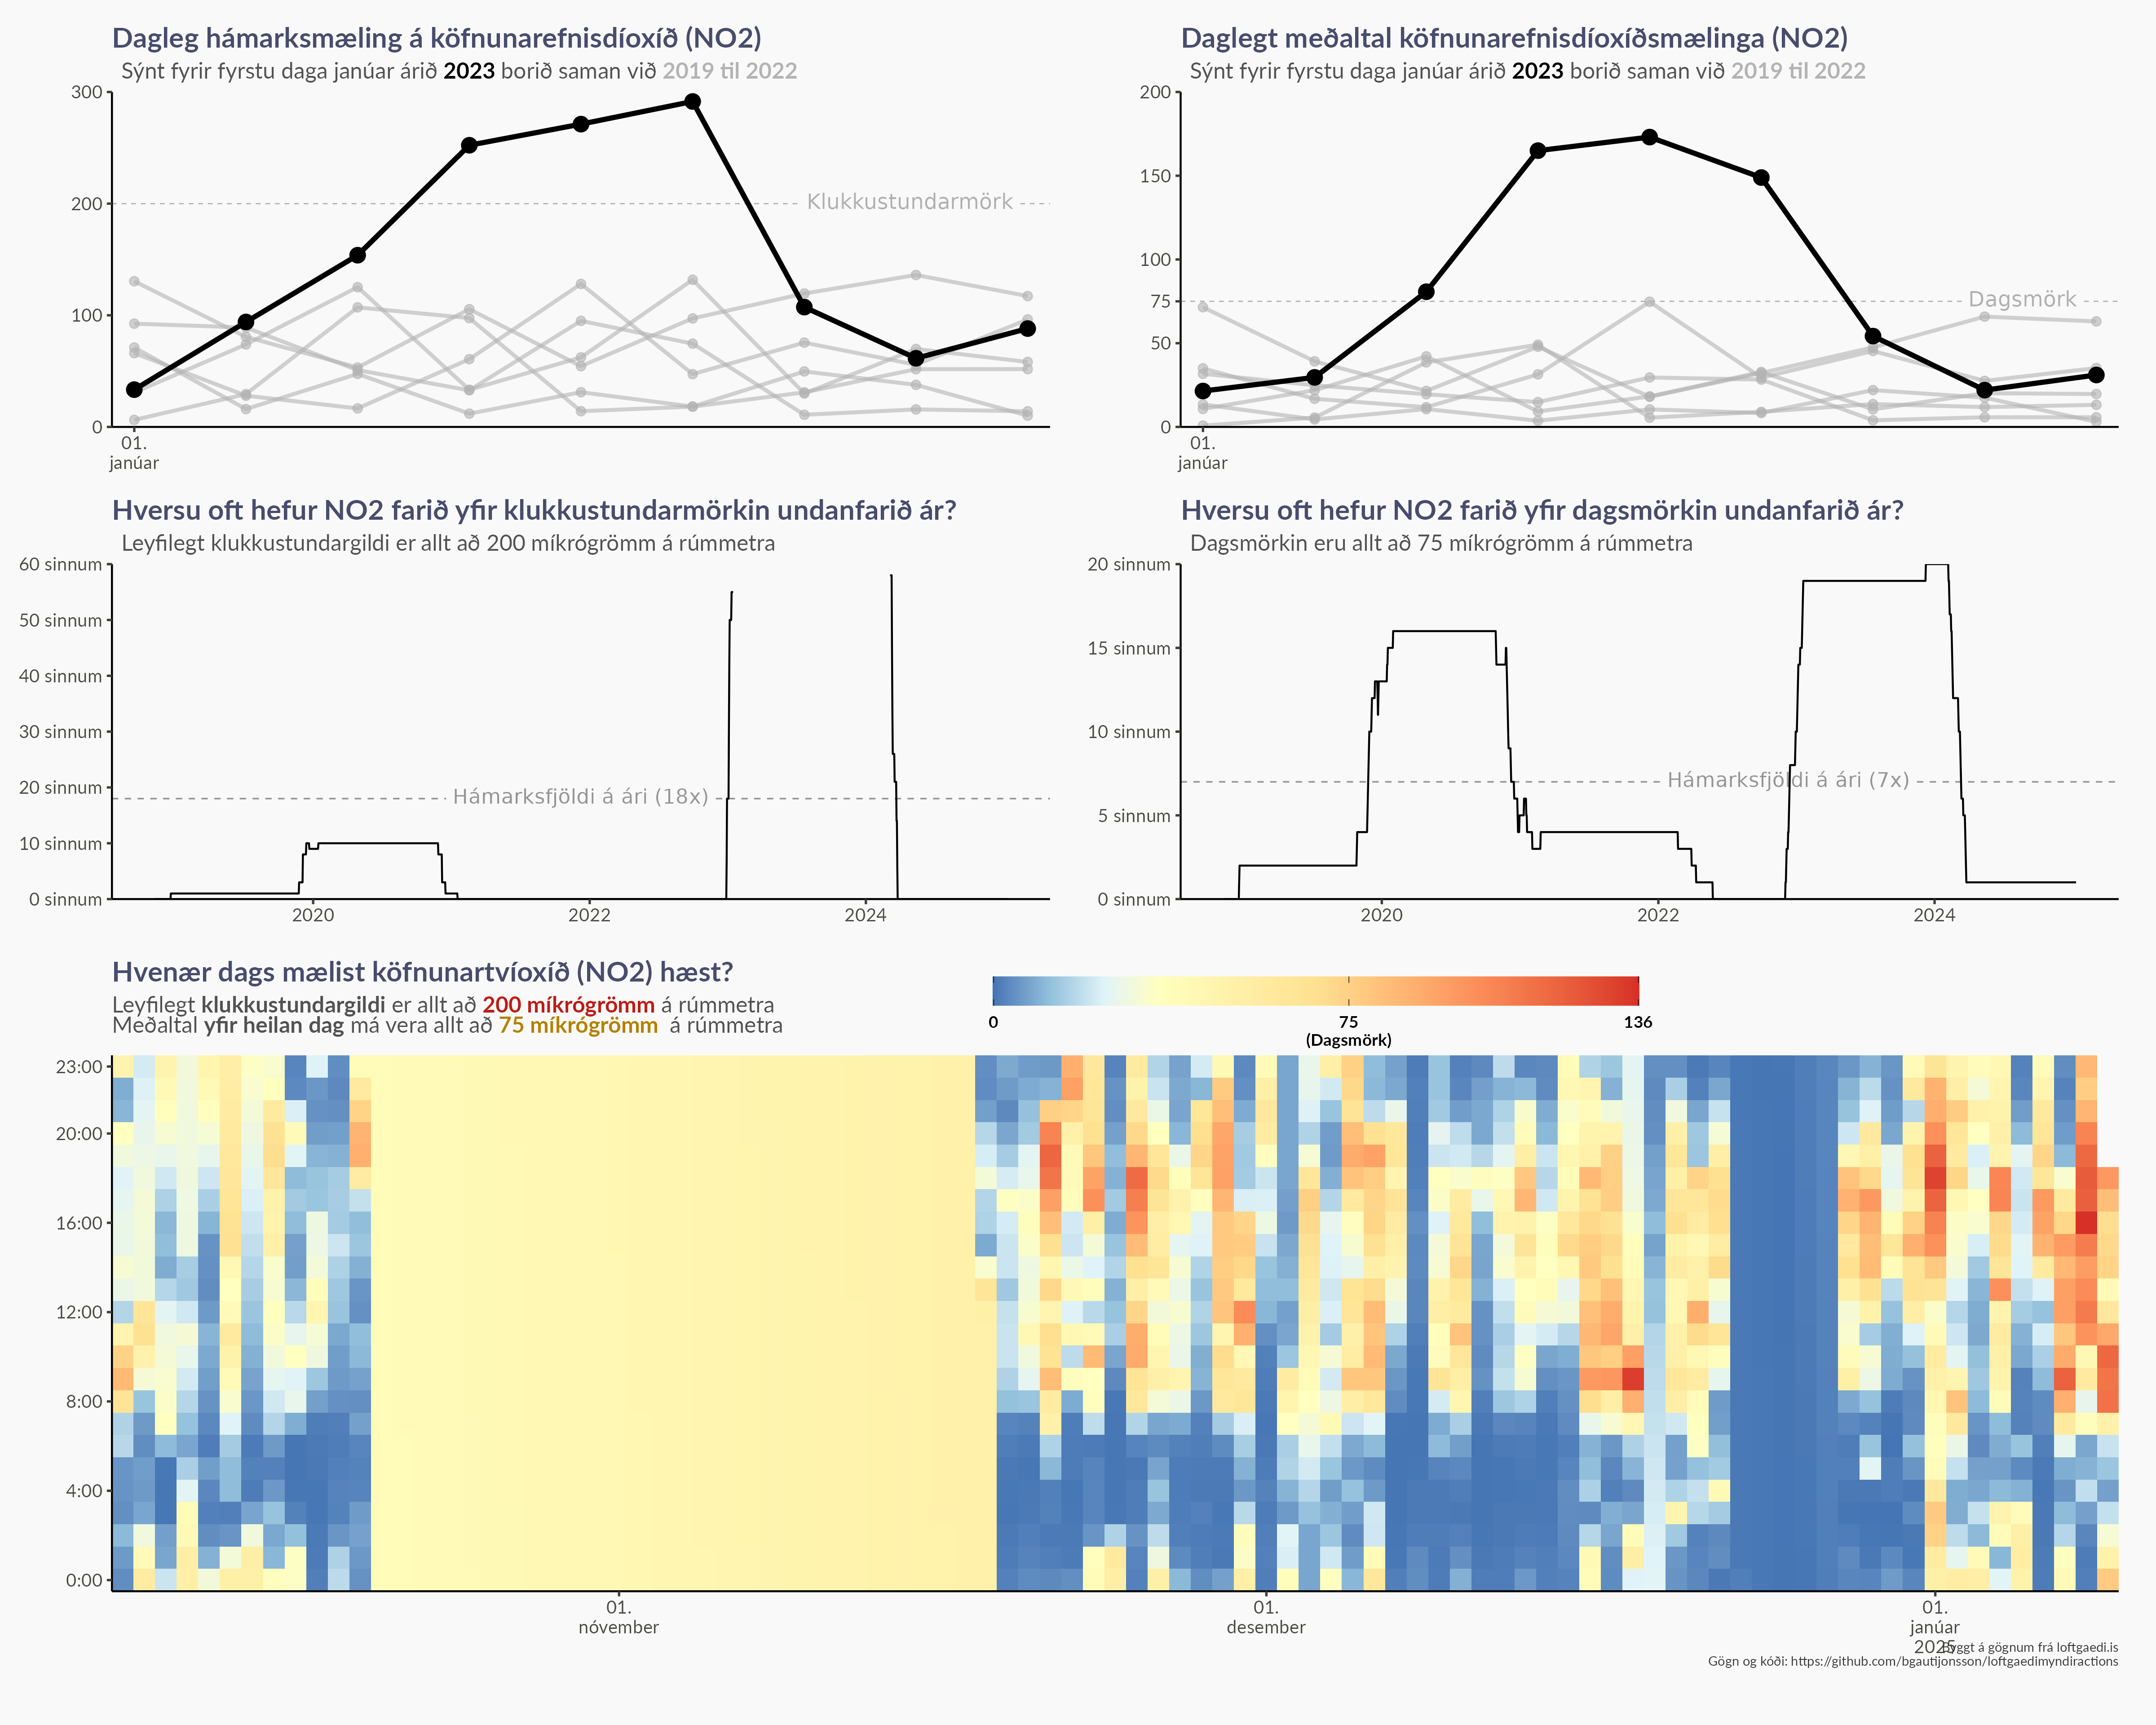 Dagleg hámarksmæling á köfnunarefnisdíoxíð (NO2)
Sýnt fyrir fyrstu daga janúar árið 2023 borið saman við 2019 til 2022
300
200
100
0
Klukkustundarmörk
01.
janúar
Daglegt meðaltal köfnunarefnisdíoxíðsmælinga (NO2)
Sýnt fyrir fyrstu daga janúar árið 2023 borið saman við 2019 til 2022
200
150
100
75
50
0
Dagsmörk
01.
janúar
Hversu oft hefur NO2 farið yfir klukkustundarmörkin undanfarið ár?
Leyfilegt klukkustundargildi er allt að 200 míkrógrömm á rúmmetra
60 sinnum
50 sinnum
40 sinnum
30 sinnum
20 sinnum
10 sinnum
0 sinnum
Hámarksfjöldi á ári (18x)
2020 2022 2024
Hversu oft hefur NO2 farið yfir dagsmörkin undanfarið ár?
Dagsmörkin eru allt að 75 míkrógrömm á rúmmetra
20 sinnum
15 sinnum
10 sinnum
5 sinnum
0 sinnum
Hámarksfjöldi á ári (7x)
2020 2022 2024
Hvenær dags mælist köfnunartvíoxíð (NO2) hæst?
Leyfilegt klukkustundargildi er allt að 200 míkrógrömm á rúmmetra
Meðaltal yfir heilan dag má vera allt að 75 míkrógrömm á rúmmetra
0 75 136
(Dagsmörk)
23:00
20:00
16:00
12:00
8:00
4:00
0:00
01.
nóvember
01.
desember
01.
janúar
2025
Byggt á gögnum frá loftgaedi.is
Gögn og kóði: https://github.com/bgautijonsson/loftgaedimyndiractions